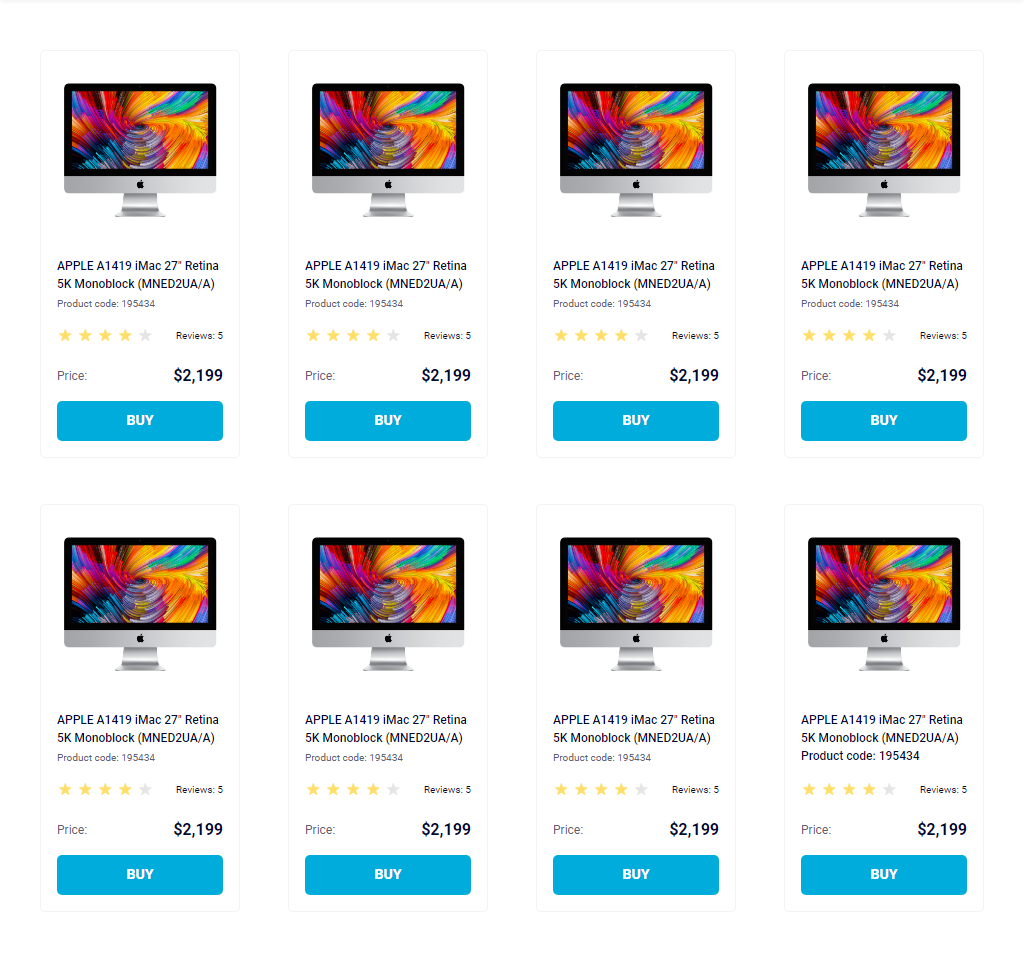 APPLE A1419 iMac 27" Retina
5K Monoblock (MNED2UA/A)
Product code: 195434
Reviews: 5
Price: $2,199
BUY
APPLE A1419 iMac 27" Retina
5K Monoblock (MNED2UA/A)
Product code: 195434
Reviews: 5
Price: $2,199
BUY
APPLE A1419 iMac 27" Retina
5K Monoblock (MNED2UA/A)
Product code: 195434
Reviews: 5
Price: $2,199
BUY
APPLE A1419 iMac 27" Retina
5K Monoblock (MNED2UA/A)
Product code: 195434
Reviews: 5
Price: $2,199
BUY
APPLE A1419 iMac 27" Retina
5K Monoblock (MNED2UA/A)
Product code: 195434
Reviews: 5
Price: $2,199
BUY
APPLE A1419 iMac 27" Retina
5K Monoblock (MNED2UA/A)
Product code: 195434
Reviews: 5
Price: $2,199
BUY
APPLE A1419 iMac 27" Retina
5K Monoblock (MNED2UA/A)
Product code: 195434
Reviews: 5
Price: $2,199
BUY
APPLE A1419 iMac 27" Retina
5K Monoblock (MNED2UA/A)
Product code: 195434
Reviews: 5
Price: $2,199
BUY